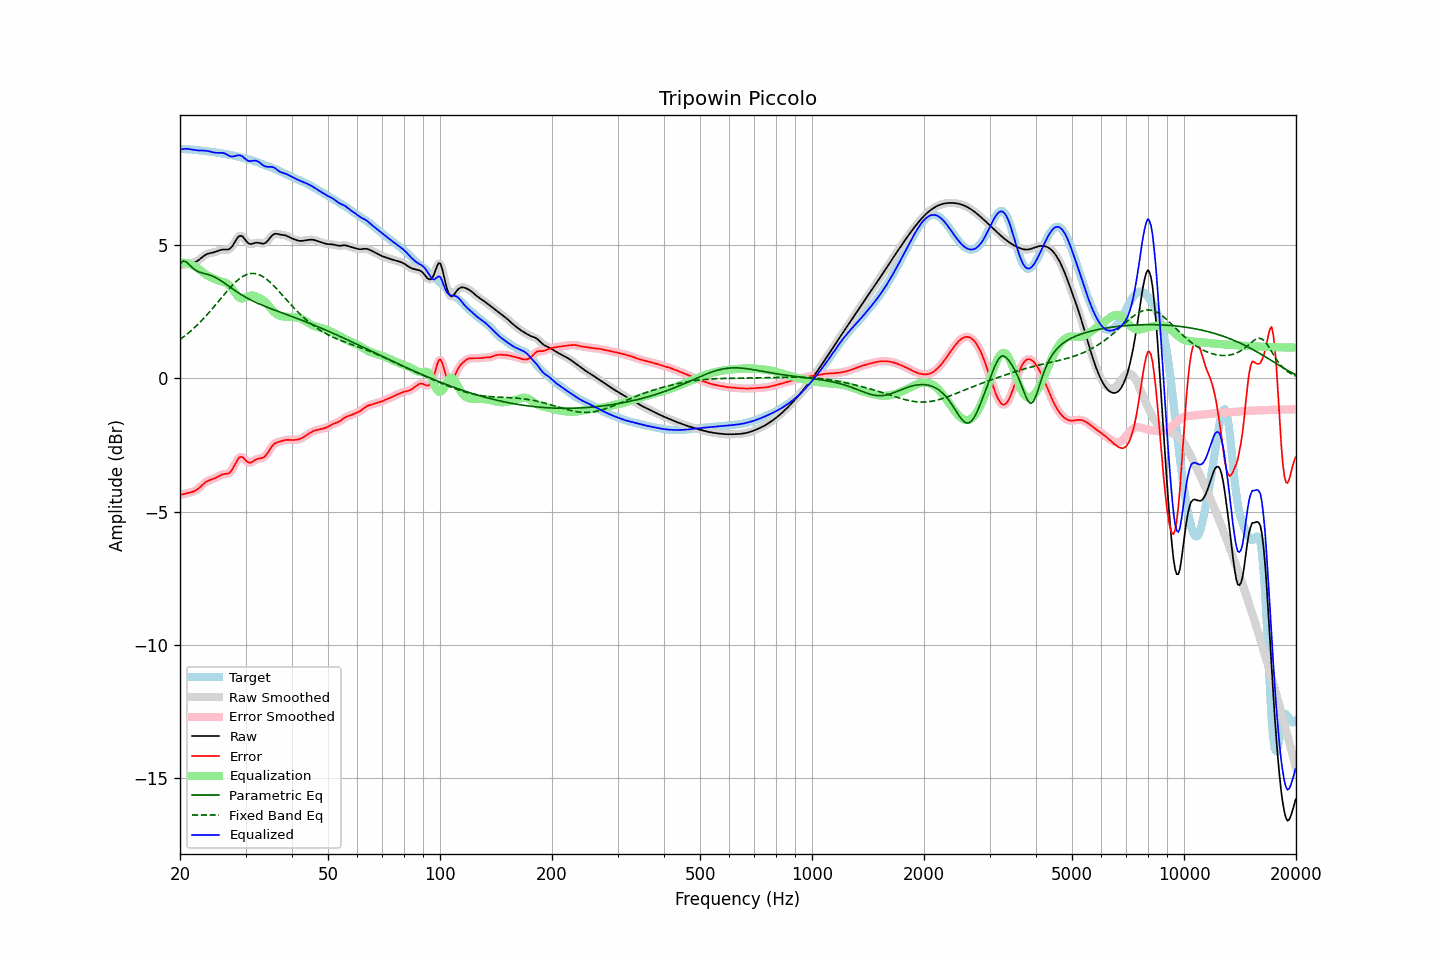 Tripowin Piccolo
Amplitude (dBr)
5
0
−5
−10
−15
Target
Raw Smoothed
Error Smoothed
Raw
Error
Equalization
Parametric Eq
Fixed Band Eq
Equalized
20 50 100 200 500 1000 2000 5000 10000 20000
Frequency (Hz)